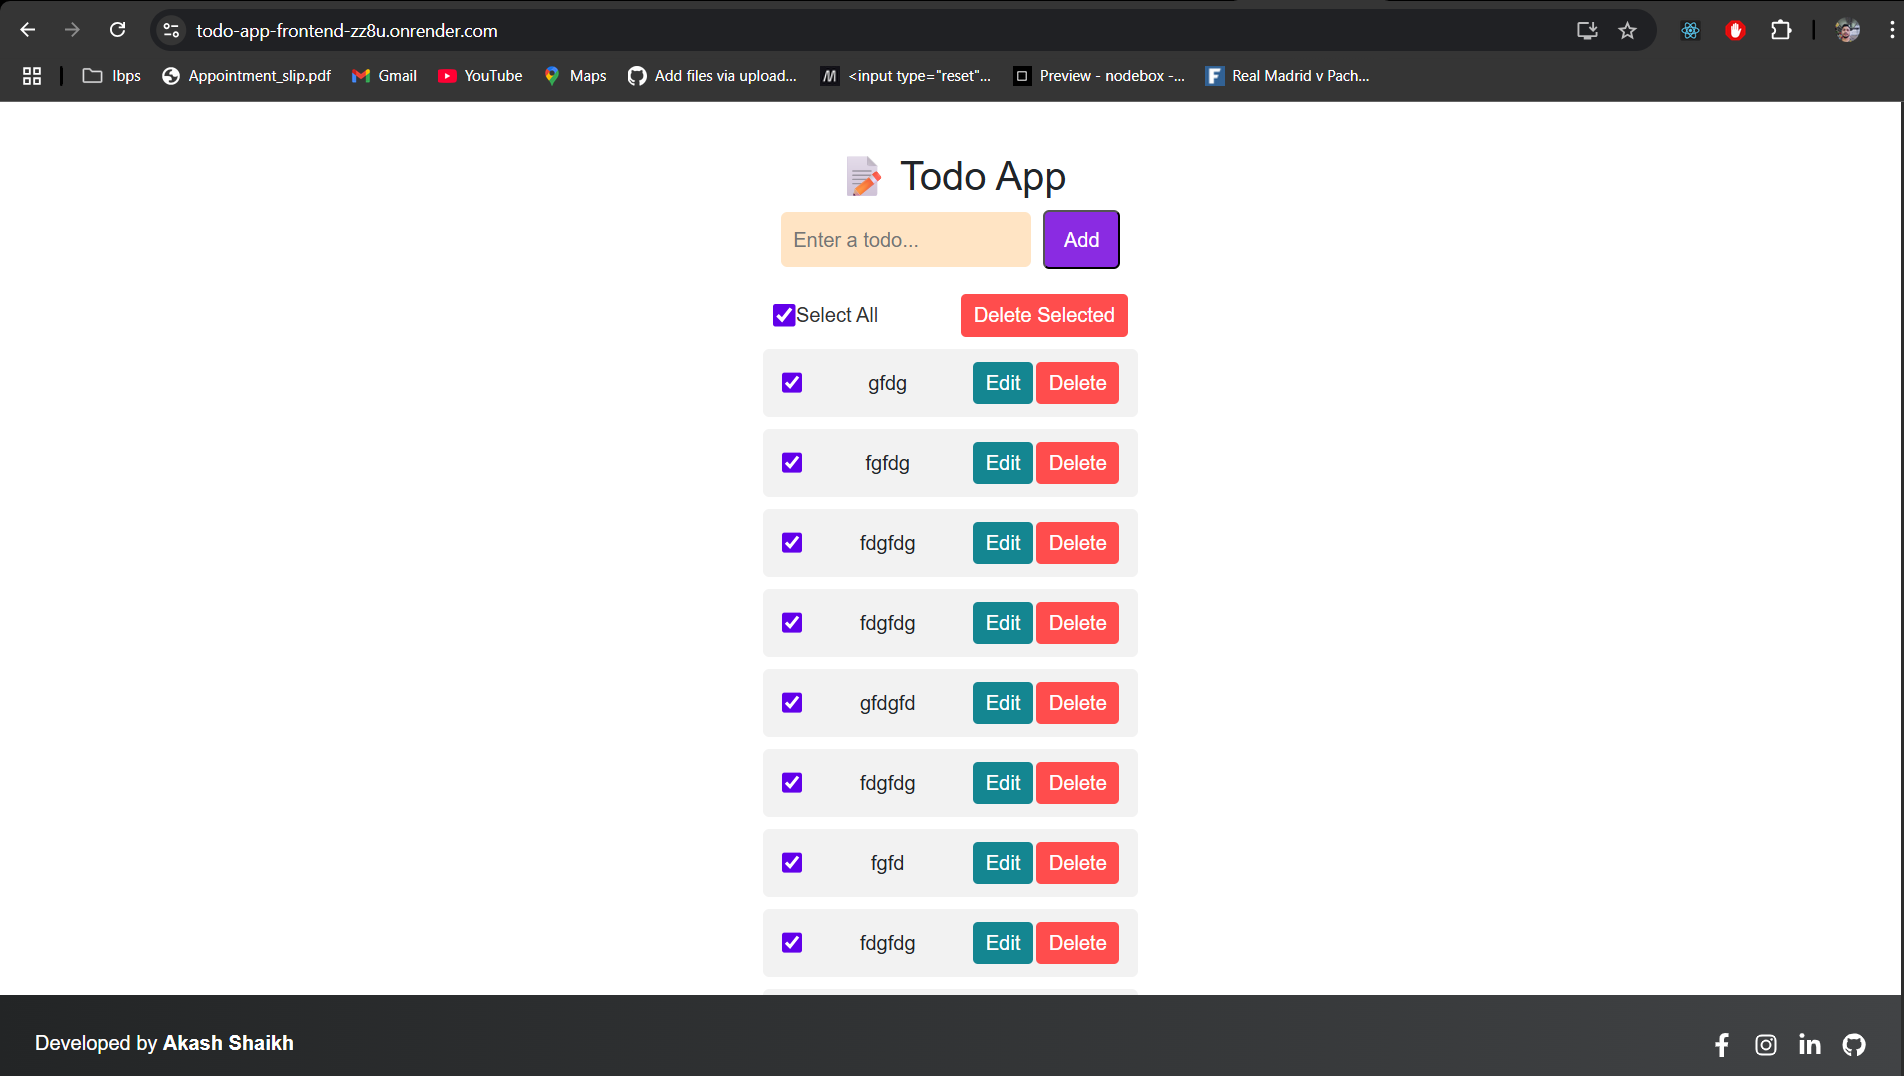 todo-app-frontend-zz8u.onrender.com
Ibps Appointment_slip.pdf Gmail YouTube Maps Add files via upload... <input type="reset"... Preview - nodebox -... Real Madrid v Pach...
Todo App
Enter a todo... Add
Select All Delete Selected
gfdg Edit Delete
fgfdg Edit Delete
fdgfdg Edit Delete
fdgfdg Edit Delete
gfdgfd Edit Delete
fdgfdg Edit Delete
fgfd Edit Delete
fdgfdg Edit Delete
Developed by Akash Shaikh